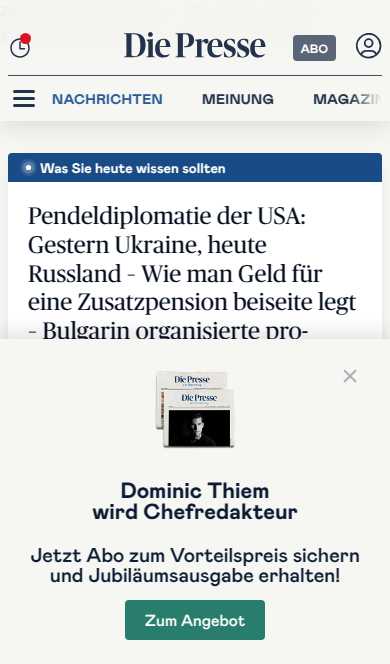 Die Presse
ABO
NACHRICHTEN MEINUNG MAGAZIN
Was Sie heute wissen sollten
Pendeldiplomatie der USA:
Gestern Ukraine, heute
Russland - Wie man Geld für
eine Zusatzpension beiseite legt
- Bulgarin organisierte pro-
Die Presse
Die Presse
Dominic Thiem
wird Chefredakteur
Jetzt Abo zum Vorteilspreis sichern
und Jubiläumsausgabe erhalten!
Zum Angebot